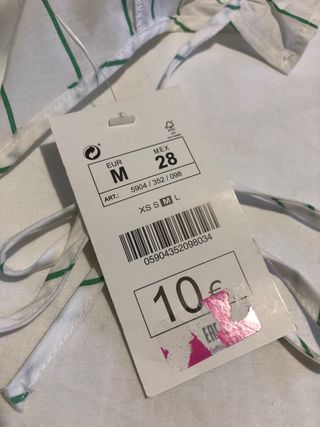 EUR M
MEX 28
ART.: 5904 / 352 / 098
XS S M L
05904352098034
10 €